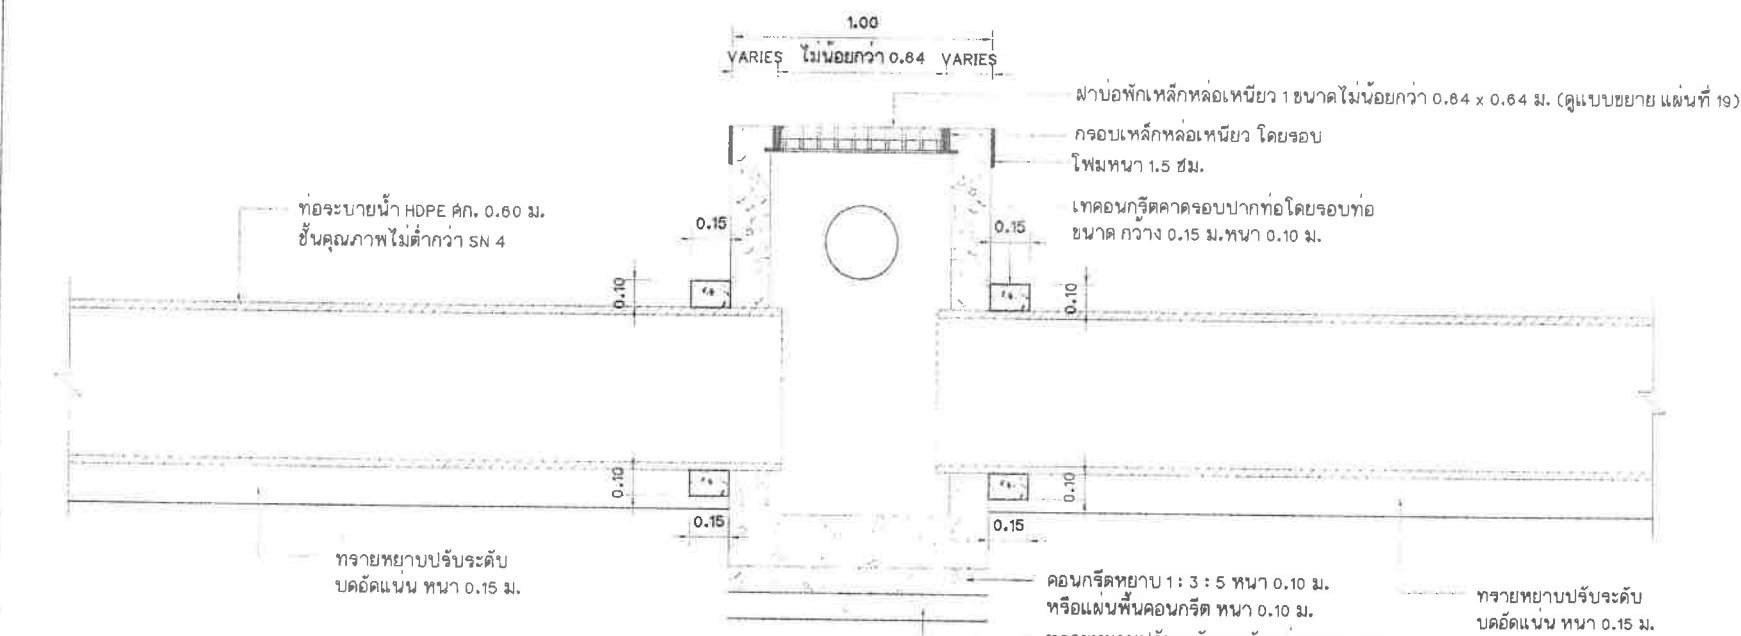 1.00
VARIES ไม่น้อยกว่า 0.64 VARIES
ฝาบ่อพักเหล็กหล่อเหนียว 1 ขนาดไม่น้อยกว่า 0.64 x 0.64 ม. (ดูแบบขยาย แผ่นที่ 19)
กรอบเหล็กหล่อเหนียว โดยรอบ
โฟมหนา 1.5 ซม.
ท่อระบายน้ำ HDPE ศก. 0.60 ม.
ชั้นคุณภาพไม่ต่ำกว่า SN 4
เทคอนกรีตคาดรอบปากท่อโดยรอบท่อ
ขนาด กว้าง 0.15 ม.หนา 0.10 ม.
0.15
0.15
0.10
0.10
0.10
0.10
0.15
0.15
ทรายหยาบปรับระดับ
บดอัดแน่น หนา 0.15 ม.
คอนกรีตหยาบ 1 : 3 : 5 หนา 0.10 ม.
หรือแผ่นพื้นคอนกรีต หนา 0.10 ม.
ทรายหยาบปรับระดับ
บดอัดแน่น หนา 0.15 ม.